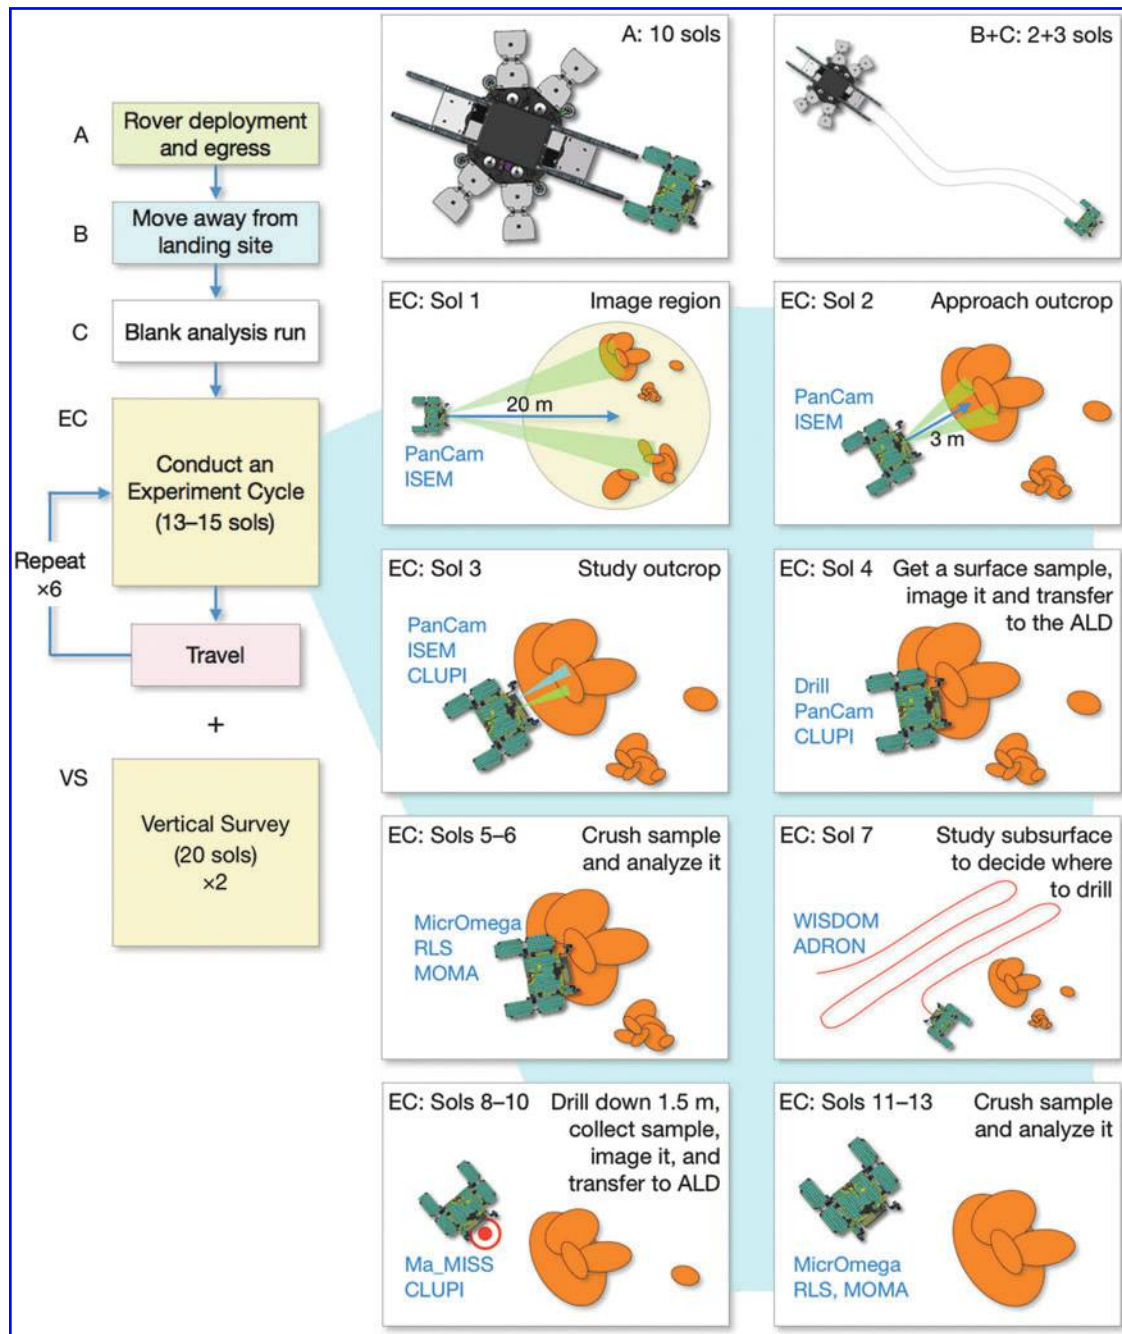 A
Rover deployment
and egress
B
Move away from
landing site
C
Blank analysis run
EC
Conduct an
Experiment Cycle
(13–15 sols)
Repeat
×6
Travel
+
VS
Vertical Survey
(20 sols)
×2
A: 10 sols
B+C: 2+3 sols
EC: Sol 1
Image region
20 m
PanCam
ISEM
EC: Sol 2
Approach outcrop
PanCam
ISEM
3 m
EC: Sol 3
Study outcrop
PanCam
ISEM
CLUPI
EC: Sol 4
Get a surface sample,
image it and transfer
to the ALD
Drill
PanCam
CLUPI
EC: Sols 5–6
Crush sample
and analyze it
MicrOmega
RLS
MOMA
EC: Sol 7
Study subsurface
to decide where
to drill
WISDOM
ADRON
EC: Sols 8–10
Drill down 1.5 m,
collect sample,
image it, and
transfer to ALD
Ma_MISS
CLUPI
EC: Sols 11–13
Crush sample
and analyze it
MicrOmega
RLS, MOMA